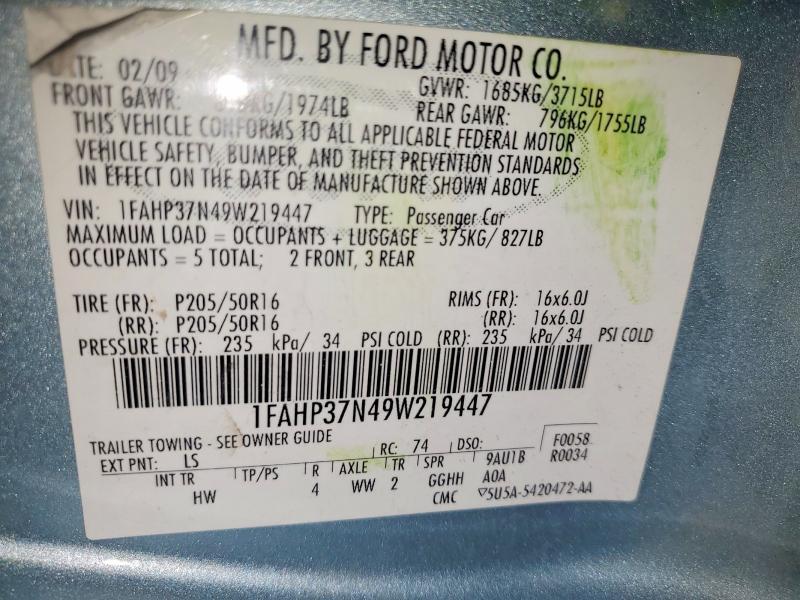 MFD. BY FORD MOTOR CO.
DATE: 02/09 GVWR: 1685KG/3715LB
FRONT GAWR: KG/1974LB REAR GAWR: 796KG/1755LB
THIS VEHICLE CONFORMS TO ALL APPLICABLE FEDERAL MOTOR
VEHICLE SAFETY, BUMPER, AND THEFT PREVENTION STANDARDS
IN EFFECT ON THE DATE OF MANUFACTURE SHOWN ABOVE.
VIN: 1FAHP37N49W219447 TYPE: Passenger Car
MAXIMUM LOAD = OCCUPANTS + LUGGAGE = 375KG/ 827LB
OCCUPANTS = 5 TOTAL; 2 FRONT, 3 REAR
TIRE (FR): P205/50R16 RIMS (FR): 16x6.0J
(RR): P205/50R16 (RR): 16x6.0J
PRESSURE (FR): 235 kPa/ 34 PSI COLD (RR): 235 kPa/ 34 PSI COLD
1FAHP37N49W219447
TRAILER TOWING - SEE OWNER GUIDE
EXT PNT: LS RC: 74 DSO: F0058
INT TR TP/PS R AXLE TR SPR 9AU1B R0034
HW 4 WW 2 GGHH A0A
CMC 5U5A-5420472-AA